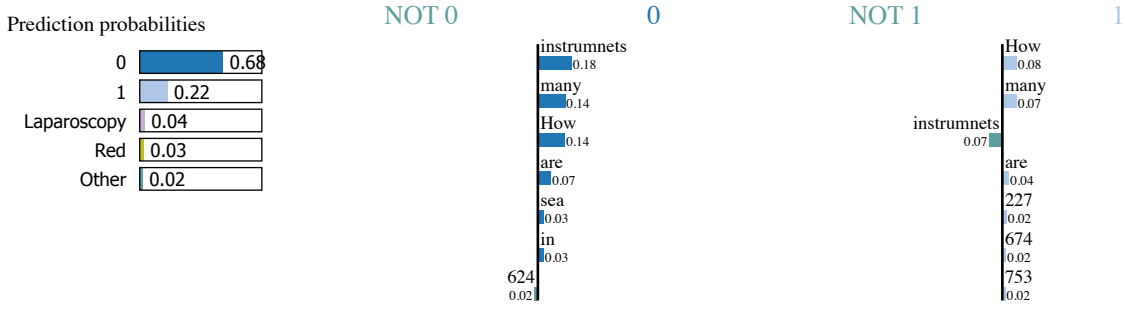 Prediction probabilities
0 0.68
1 0.22
Laparoscopy 0.04
Red 0.03
Other 0.02
NOT 0 0
instrumnets
0.18
many
0.14
How
0.14
are
0.07
sea
0.03
in
0.03
624
0.02
NOT 1 1
How
0.08
many
0.07
instrumnets
0.07
are
0.04
227
0.02
674
0.02
753
0.02